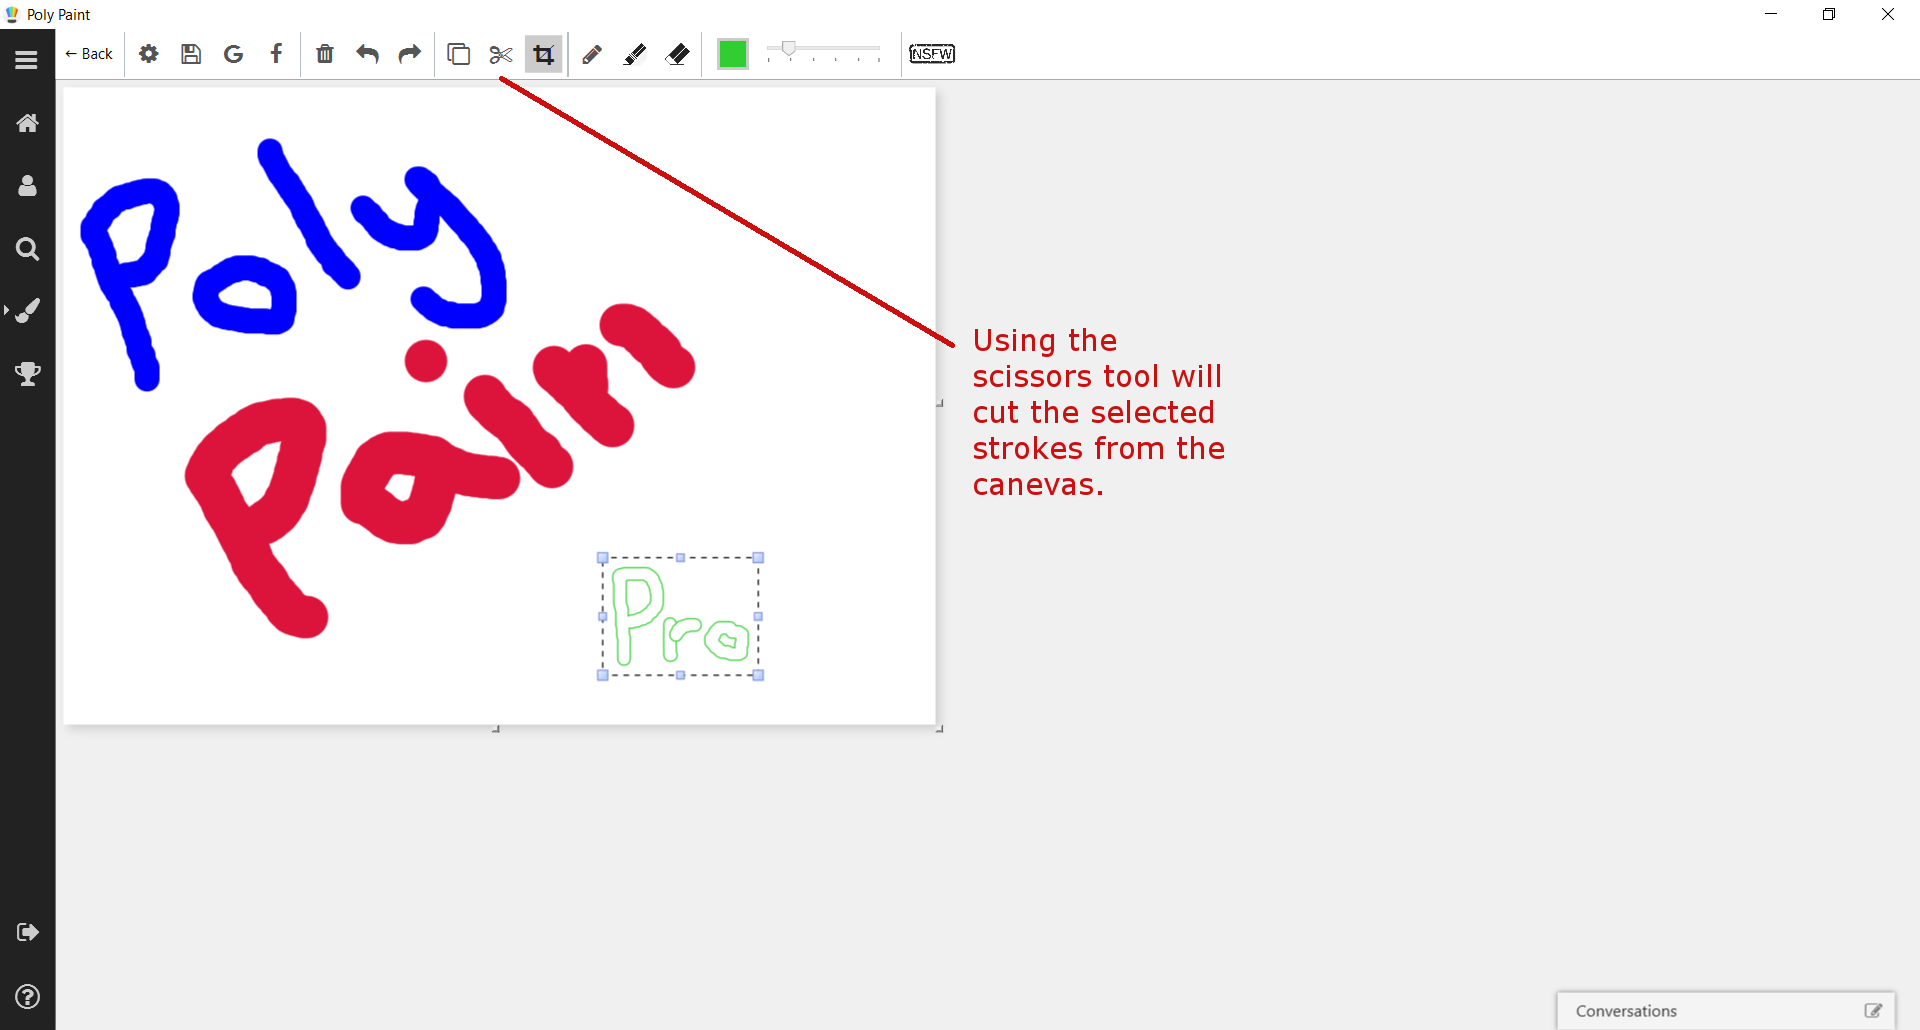 Poly Paint
← Back
G
f
NSFW
Poly
Pain
Using the
scissors tool will
cut the selected
strokes from the
canevas.
Pro
Conversations